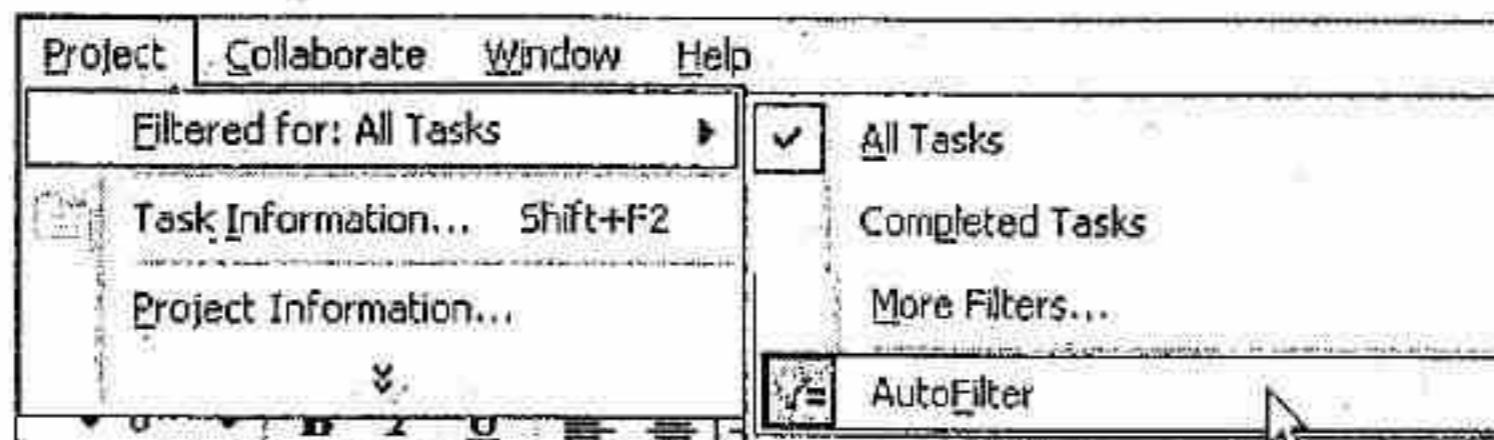 Project Collaborate Window Help
Filtered for: All Tasks
Task Information... Shift+F2
Project Information...
All Tasks
Completed Tasks
More Filters...
AutoFilter
B I U